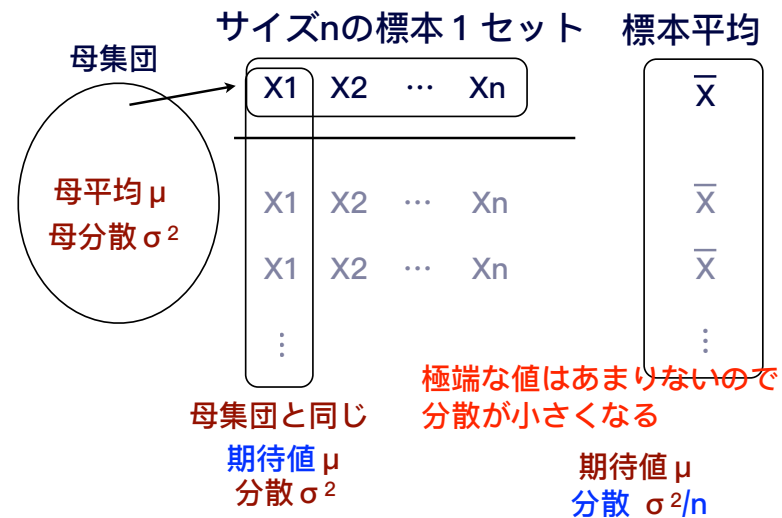 サイズnの標本１セット 標本平均
母集団
X1 X2 … Xn X̅
母平均 μ
母分散 σ²
X1 X2 … Xn X̅
X1 X2 … Xn X̅
⋮ ⋮
極端な値はあまりないので
分散が小さくなる
母集団と同じ
期待値 μ
分散 σ²
期待値 μ
分散 σ²/n